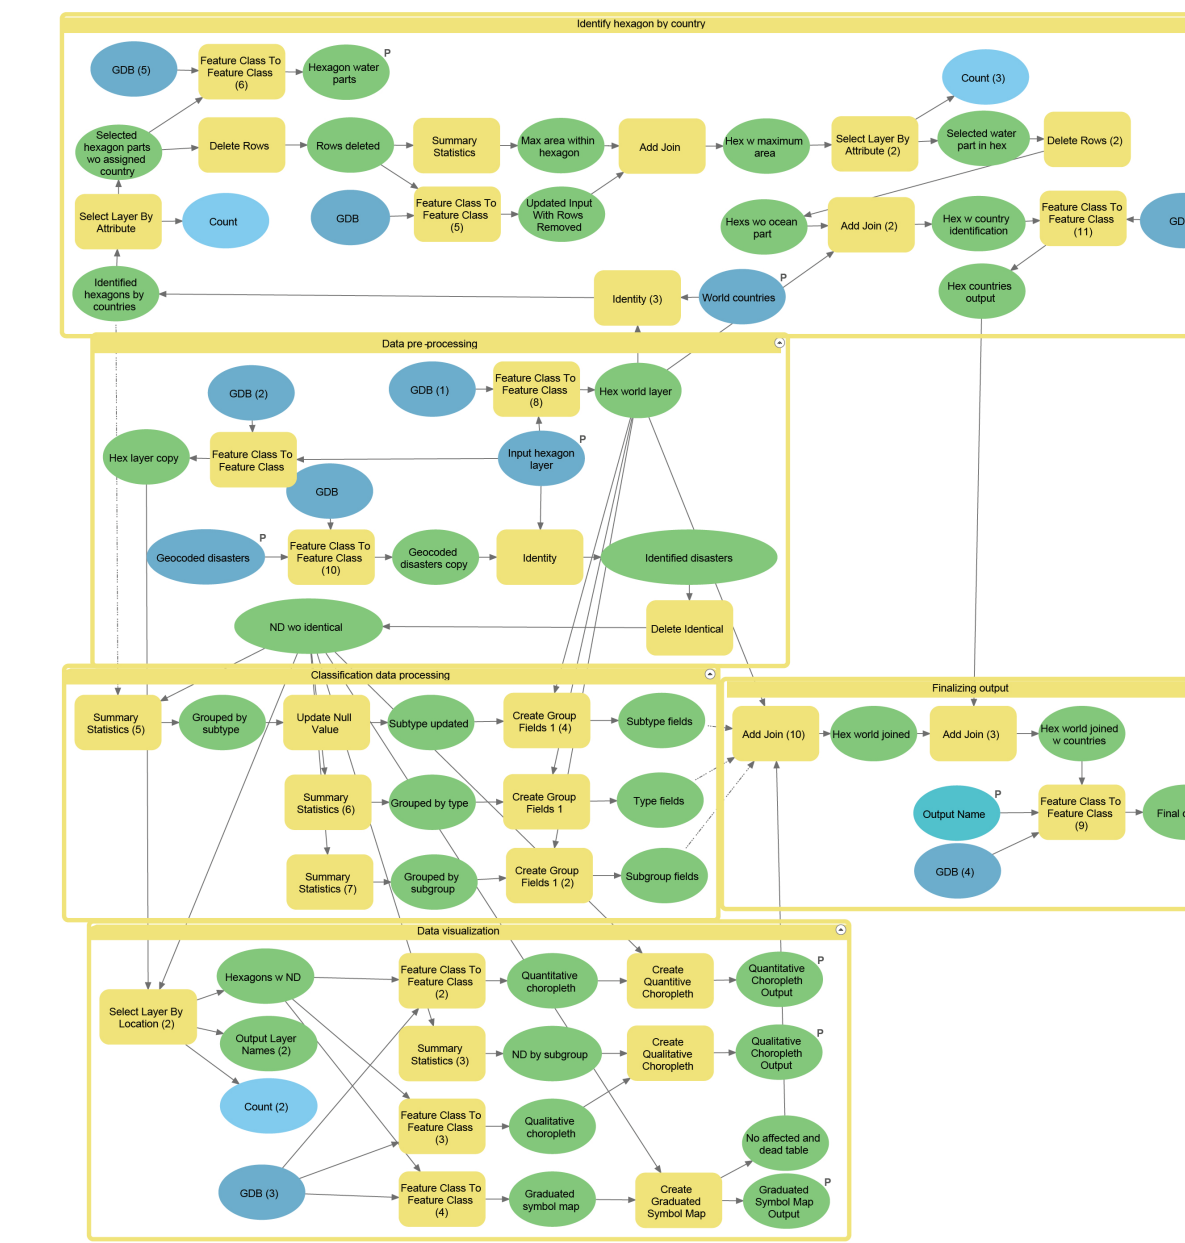 Identify hexagon by country
GDB (5)
Feature Class To
Feature Class
(6)
Hexagon water
parts
P
Count (3)
Selected
hexagon parts
wo assigned
country
Delete Rows
Rows deleted
Summary
Statistics
Max area within
hexagon
Add Join
Hex w maximum
area
Select Layer By
Attribute (2)
Selected water
part in hex
Delete Rows (2)
Select Layer By
Attribute
Count
GDB
Feature Class To
Feature Class
(5)
Updated Input
With Rows
Removed
Hexs wo ocean
part
Add Join (2)
Hex w country
identification
Feature Class To
Feature Class
(11)
GD
Identified
hexagons by
countries
Identity (3)
World countries
P
Hex countries
output
Data pre-processing
GDB (2)
GDB (1)
Feature Class To
Feature Class
(8)
Hex world layer
Hex layer copy
Feature Class To
Feature Class
Input hexagon
layer
P
GDB
Geocoded disasters
P
Feature Class To
Feature Class
(10)
Geocoded
disasters copy
Identity
Identified disasters
ND wo identical
Delete Identical
Classification data processing
Summary
Statistics (5)
Grouped by
subtype
Update Null
Value
Subtype updated
Create Group
Fields 1 (4)
Subtype fields
Summary
Statistics (6)
Grouped by type
Create Group
Fields 1
Type fields
Summary
Statistics (7)
Grouped by
subgroup
Create Group
Fields 1 (2)
Subgroup fields
Finalizing output
Add Join (10)
Hex world joined
Add Join (3)
Hex world joined
w countries
Output Name
P
Feature Class To
Feature Class
(9)
Final o
GDB (4)
Data visualization
Hexagons w ND
Feature Class To
Feature Class
(2)
Quantitative
choropleth
Create
Quantitive
Choropleth
Quantitative
Choropleth
Output
P
Select Layer By
Location (2)
Output Layer
Names (2)
Summary
Statistics (3)
ND by subgroup
Create
Qualitative
Choropleth
Qualitative
Choropleth
Output
P
Count (2)
Feature Class To
Feature Class
(3)
Qualitative
choropleth
No affected and
dead table
GDB (3)
Feature Class To
Feature Class
(4)
Graduated
symbol map
Create
Graduated
Symbol Map
Graduated
Symbol Map
Output
P